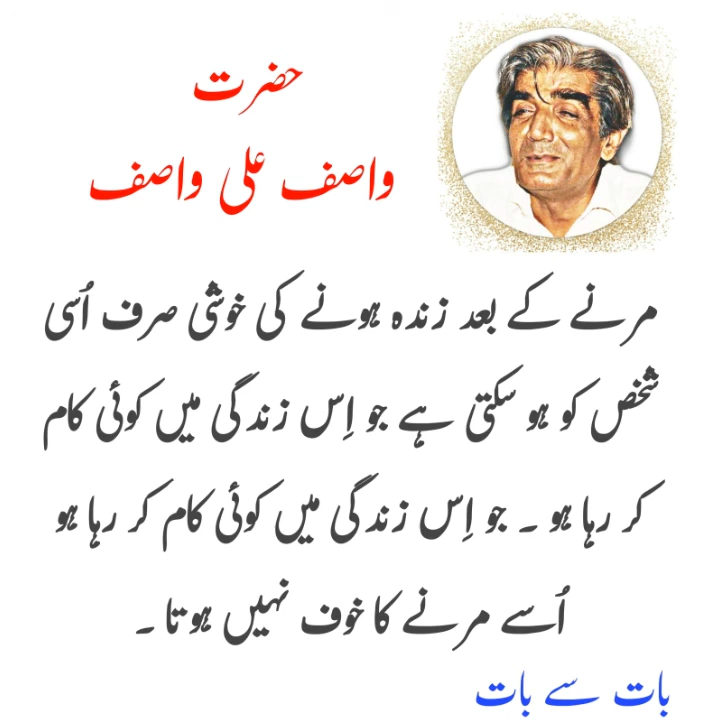 حضرت
واصف علی واصف
مرنے کے بعد زندہ ہونے کی خوشی صرف اُسی
شخص کو ہو سکتی ہے جو اِس زندگی میں کوئی کام
کر رہا ہو ۔ جو اِس زندگی میں کوئی کام کر رہا ہو
اُسے مرنے کا خوف نہیں ہوتا ۔
بات سے بات